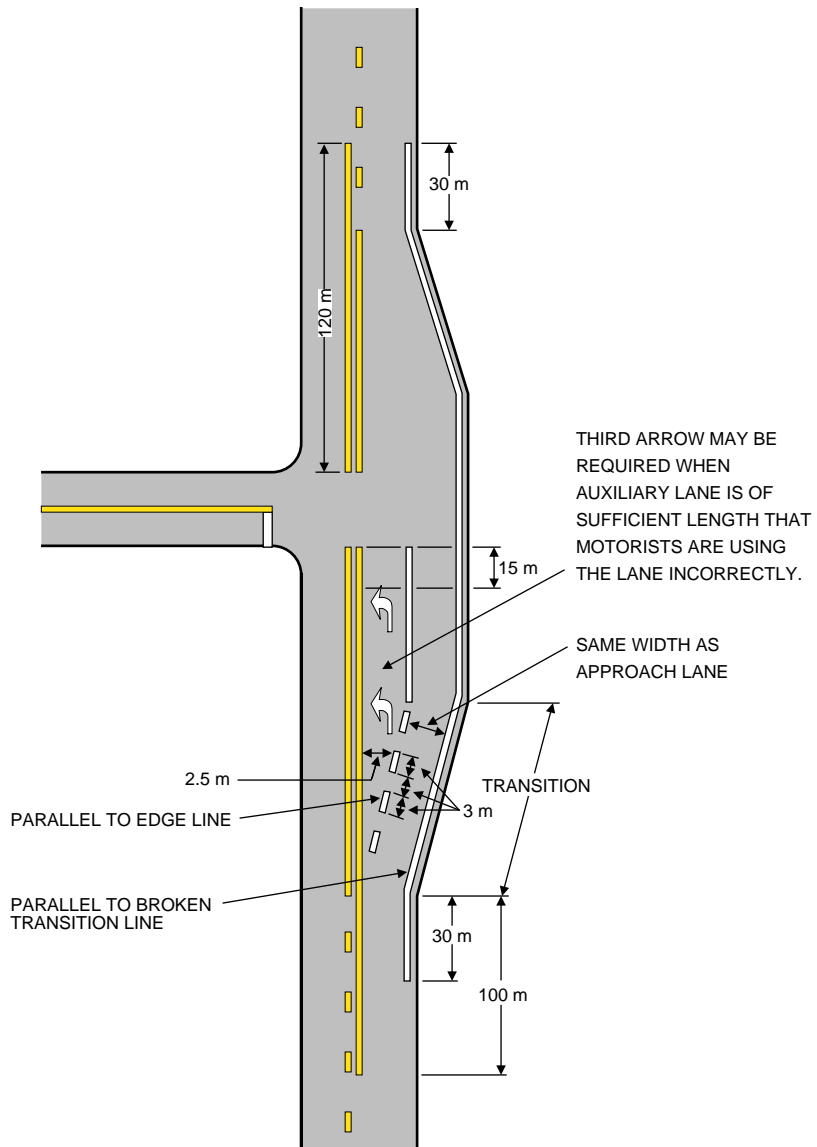 30 m
120 m
THIRD ARROW MAY BE
REQUIRED WHEN
AUXILIARY LANE IS OF
SUFFICIENT LENGTH THAT
MOTORISTS ARE USING
THE LANE INCORRECTLY.
15 m
SAME WIDTH AS
APPROACH LANE
2.5 m
TRANSITION
3 m
PARALLEL TO EDGE LINE
PARALLEL TO BROKEN
TRANSITION LINE
30 m
100 m